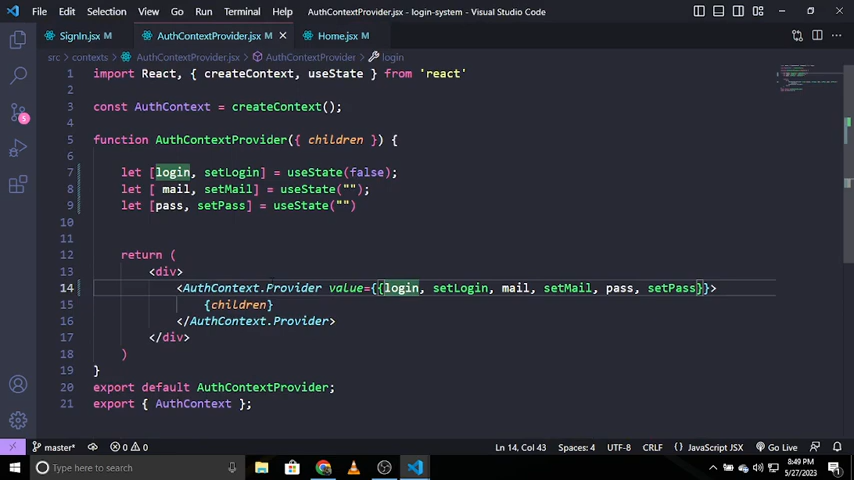 File Edit Selection View Go Run Terminal Help AuthContextProvider.jsx - login-system - Visual Studio Code
SignIn.jsx M AuthContextProvider.jsx M Home.jsx M
src > contexts > AuthContextProvider.jsx > AuthContextProvider > login
1 import React, { createContext, useState } from 'react'
2
3 const AuthContext = createContext();
4
5 function AuthContextProvider({ children }) {
6
7 let [login, setLogin] = useState(false);
8 let [ mail, setMail] = useState("");
9 let [pass, setPass] = useState("")
10
11
12 return (
13 <div>
14 <AuthContext.Provider value={{login, setLogin, mail, setMail, pass, setPass}}>
15 {children}
16 </AuthContext.Provider>
17 </div>
18 )
19 }
20 export default AuthContextProvider;
21 export { AuthContext };
5
master* 0 0 Ln 14, Col 43 Spaces: 4 UTF-8 CRLF { } JavaScript JSX Go Live
Type here to search
8:49 PM
5/27/2023